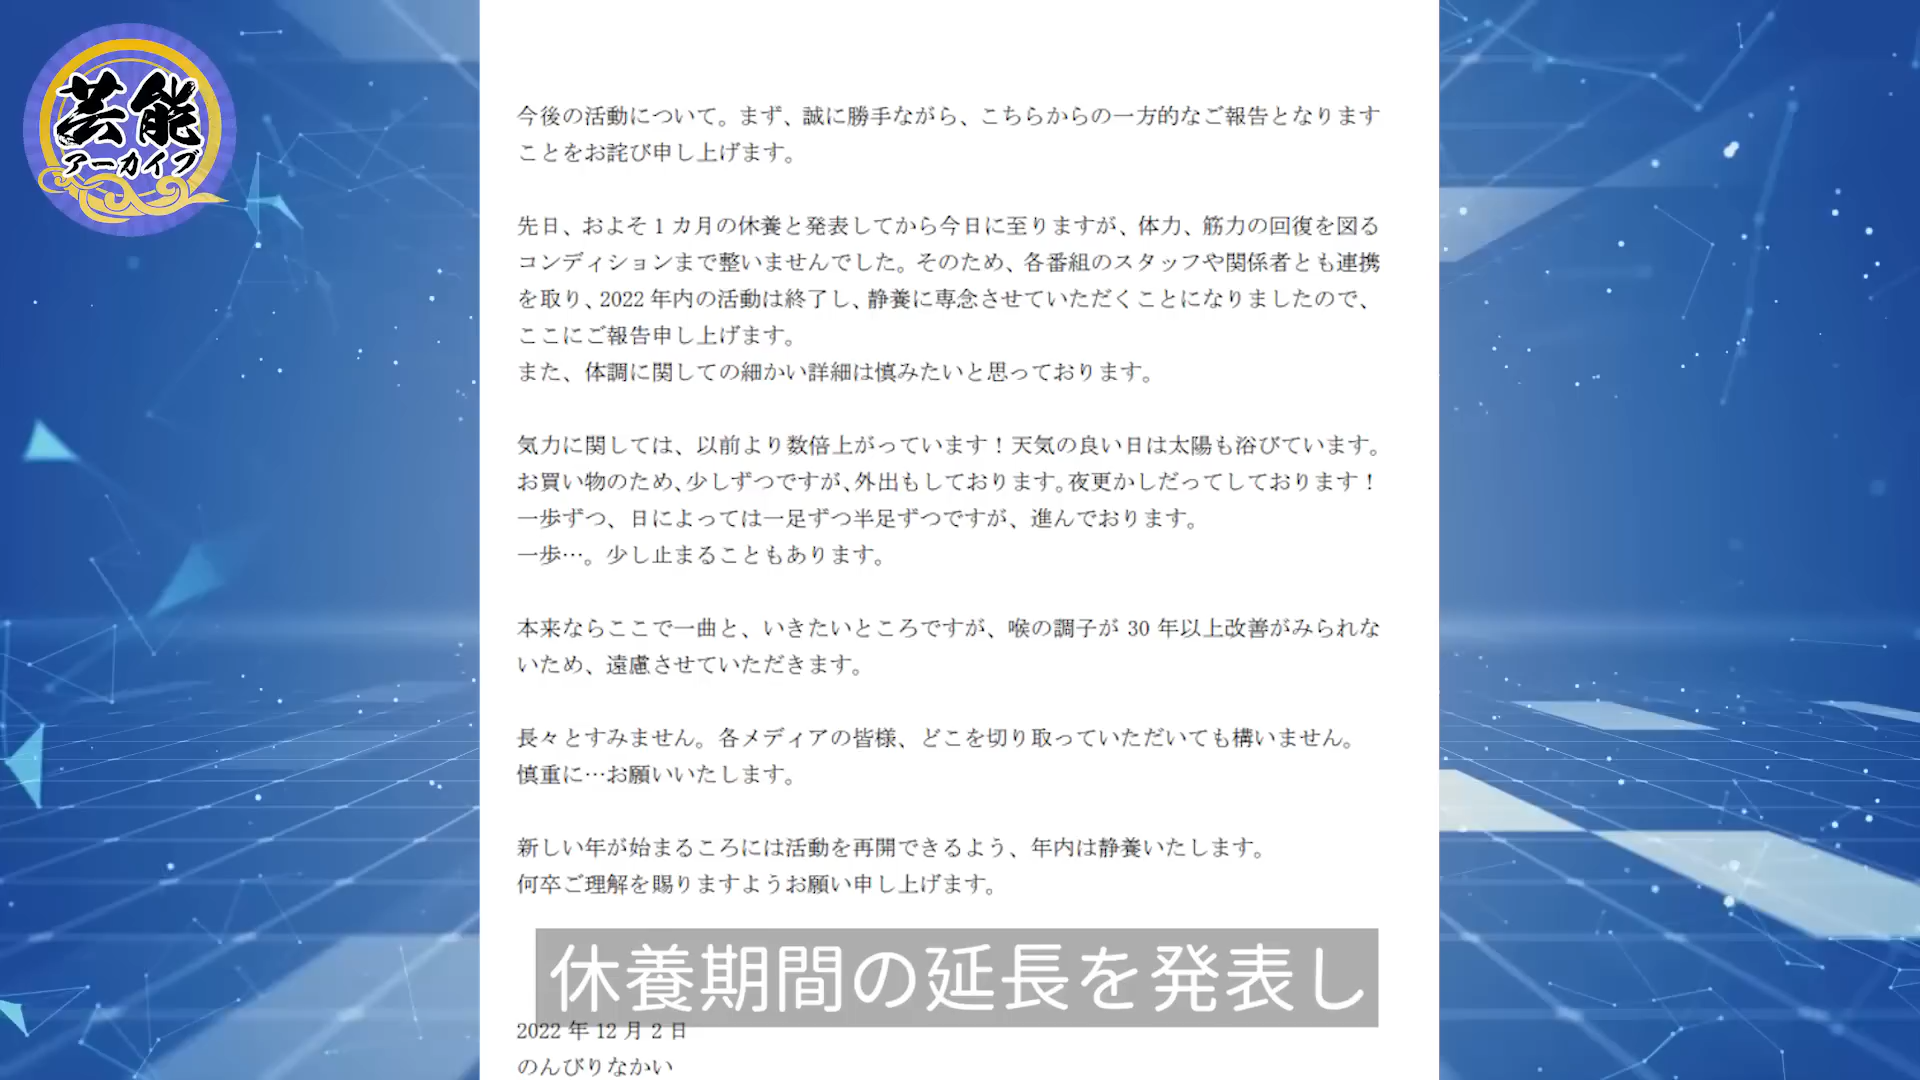 芸能
アーカイブ
今後の活動について。まず、誠に勝手ながら、こちらからの一方的なご報告となります
ことをお詫び申し上げます。
先日、およそ1カ月の休養と発表してから今日に至りますが、体力、筋力の回復を図る
コンディションまで整いませんでした。そのため、各番組のスタッフや関係者とも連携
を取り、2022年内の活動は終了し、静養に専念させていただくことになりましたので、
ここにご報告申し上げます。
また、体調に関しての細かい詳細は慎みたいと思っております。
気力に関しては、以前より数倍上がっています！天気の良い日は太陽も浴びています。
お買い物のため、少しずつですが、外出もしております。夜更かしだってしております！
一歩ずつ、日によっては一足ずつ半足ずつですが、進んでおります。
一歩…。少し止まることもあります。
本来ならここで一曲と、いきたいところですが、喉の調子が 30 年以上改善がみられな
いため、遠慮させていただきます。
長々とすみません。各メディアの皆様、どこを切り取っていただいても構いません。
慎重に…お願いいたします。
新しい年が始まるころには活動を再開できるよう、年内は静養いたします。
何卒ご理解を賜りますようお願い申し上げます。
休養期間の延長を発表し
2022 年 12 月 2 日
のんびりなかい